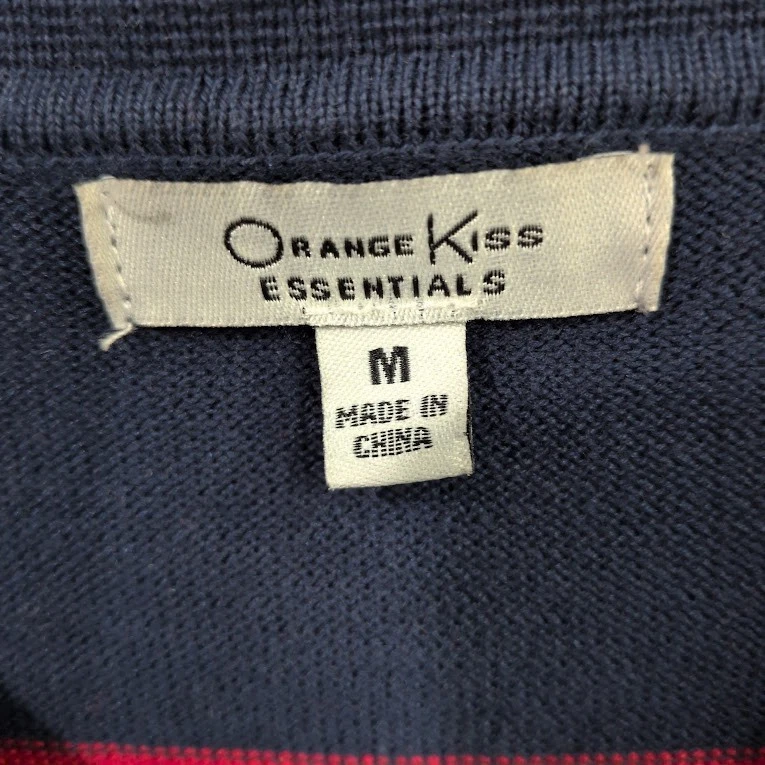 ORANGE KISS
ESSENTIALS
M
MADE IN
CHINA